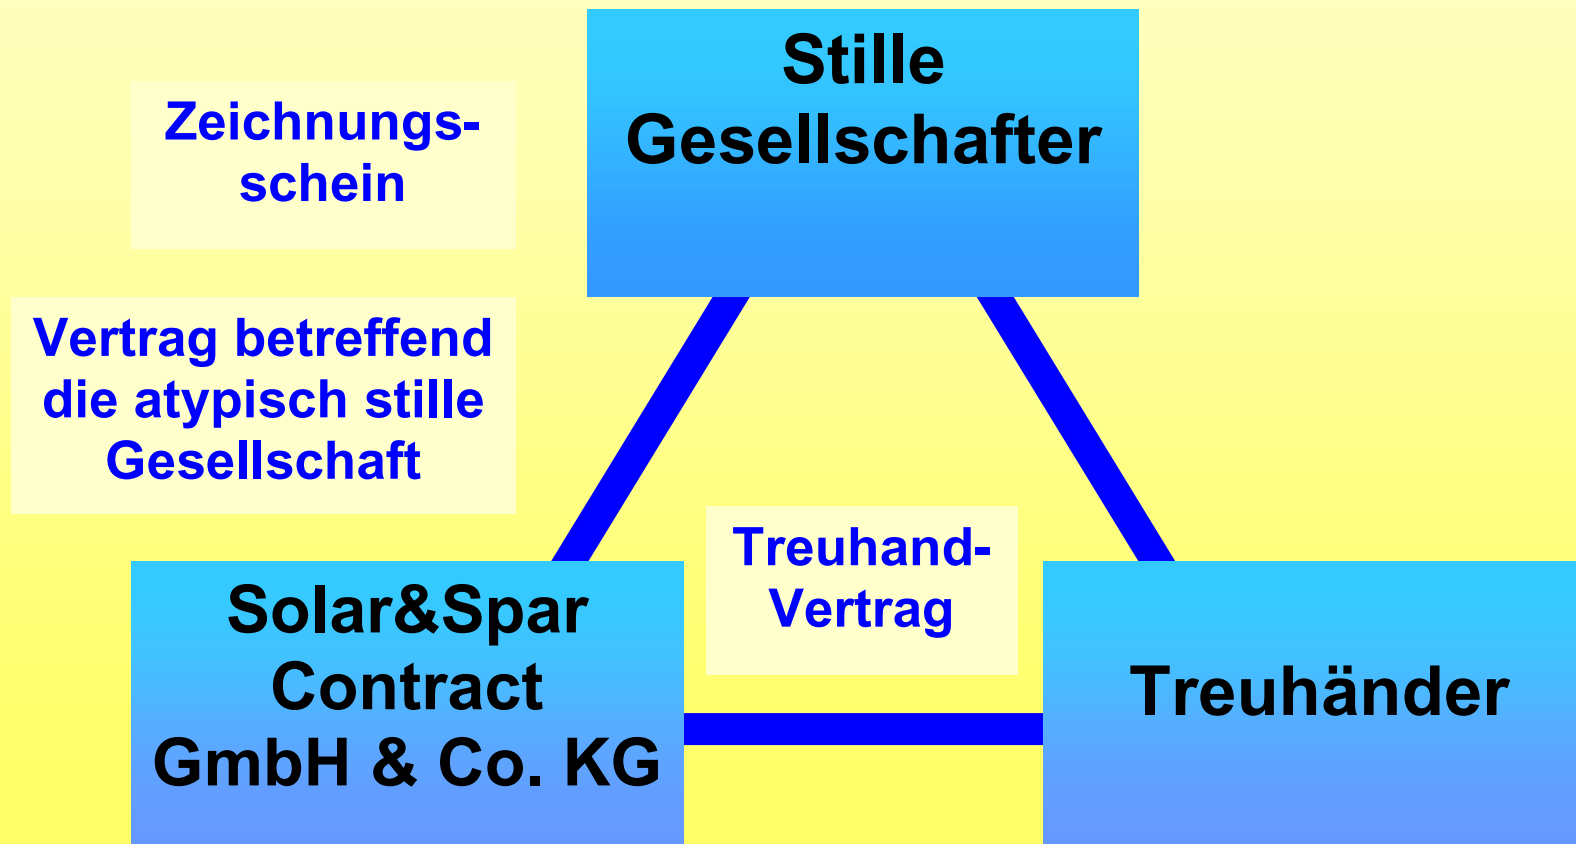 Stille
Gesellschafter
Zeichnungs-
schein
Vertrag betreffend
die atypisch stille
Gesellschaft
Treuhand-
Vertrag
Solar&Spar
Contract
GmbH & Co. KG
Treuhänder